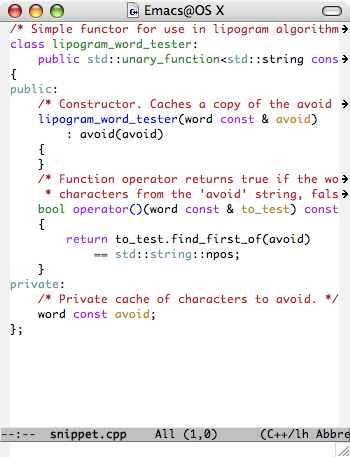 Emacs@OS X
/* Simple functor for use in lipogram algorithm
class lipogram_word_tester:
    public std::unary_function<std::string cons
{
public:
    /* Constructor. Caches a copy of the avoid
    lipogram_word_tester(word const & avoid)
        : avoid(avoid)
    {
    }
    /* Function operator returns true if the wo
     * characters from the 'avoid' string, fals
    bool operator()(word const & to_test) const
    {
        return to_test.find_first_of(avoid)
            == std::string::npos;
    }
private:
    /* Private cache of characters to avoid. */
    word const avoid;
};
--:--  snippet.cpp    All (1,0)      (C++/lh Abbre